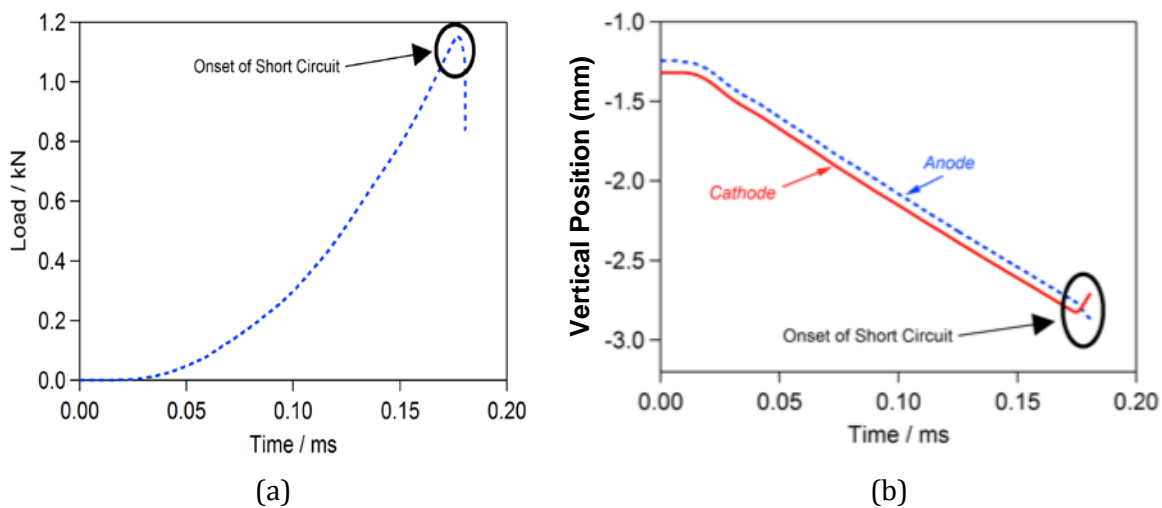 1.2
1.0
0.8
0.6
0.4
0.2
0.0
Load / kN
Onset of Short Circuit
0.00
0.05
0.10
0.15
0.20
Time / ms
(a)
-1.0
-1.5
-2.0
-2.5
-3.0
Vertical Position (mm)
Anode
Cathode
Onset of Short Circuit
0.00
0.05
0.10
0.15
0.20
Time / ms
(b)